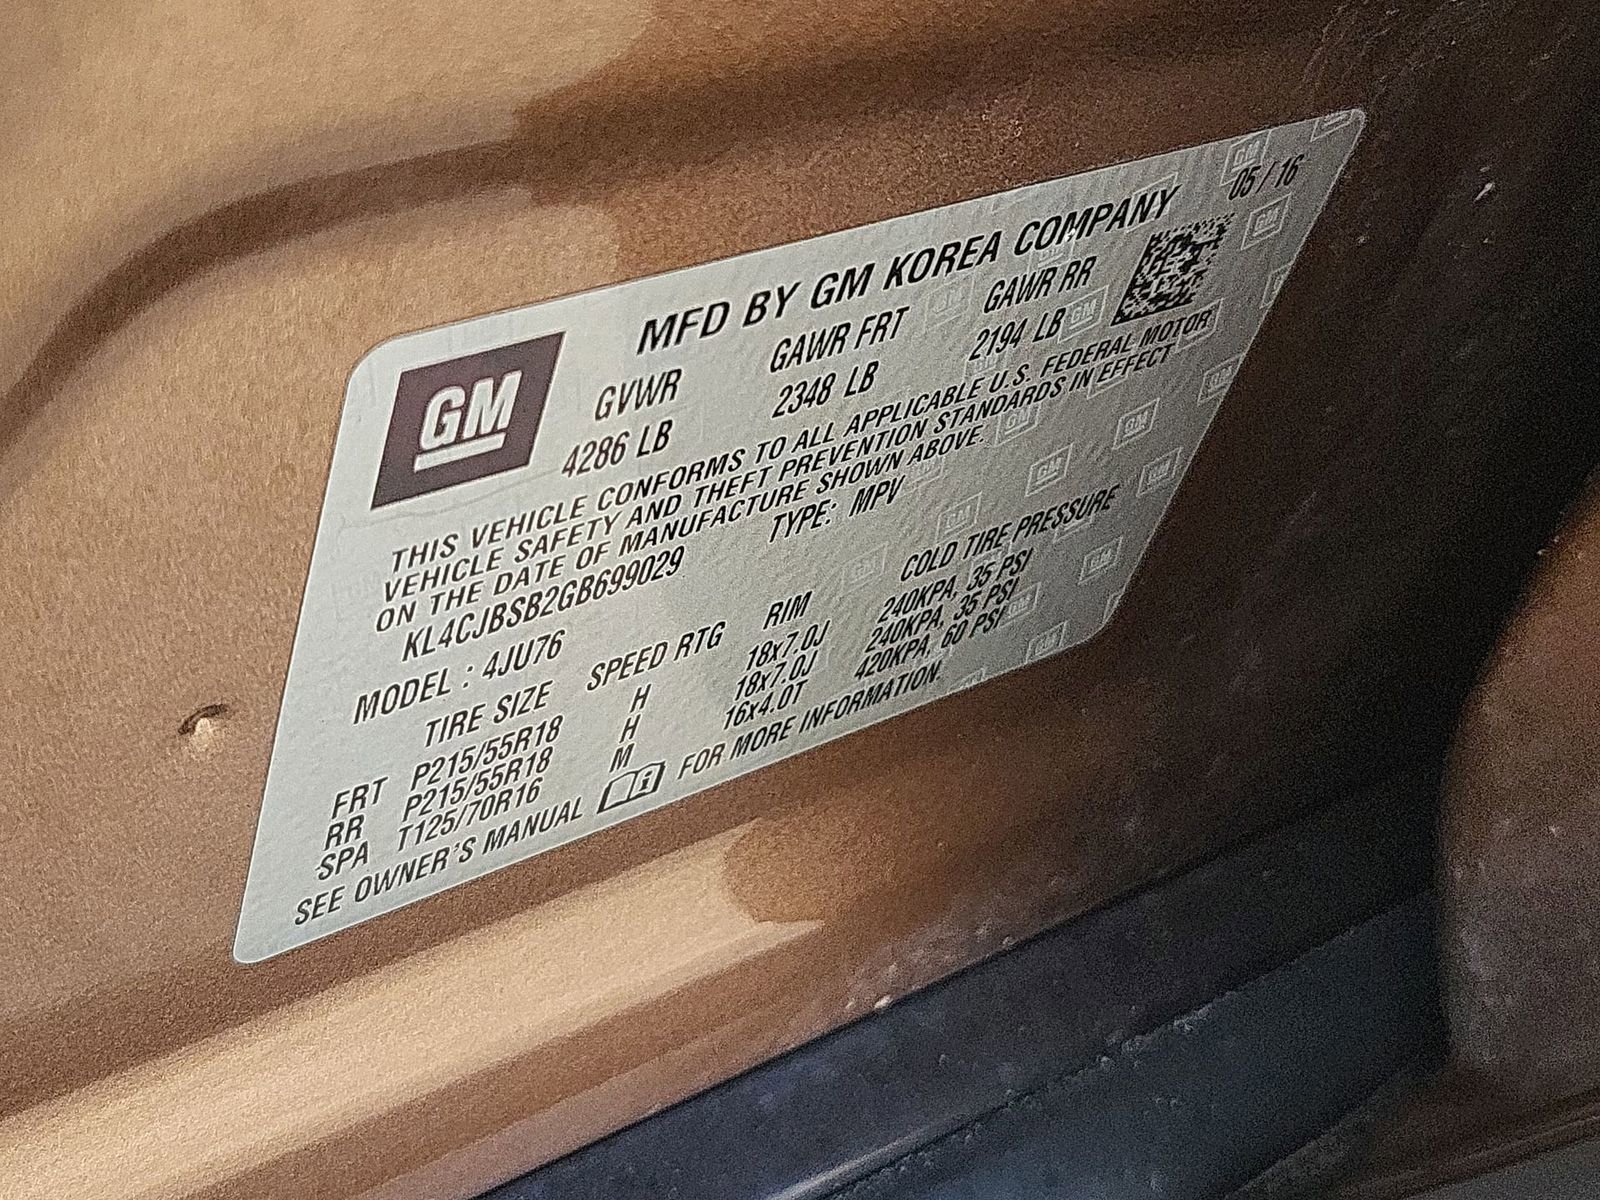 GM
MFD BY GM KOREA COMPANY 05/16
GVWR GAWR FRT GAWR RR
4286 LB 2348 LB 2194 LB
THIS VEHICLE CONFORMS TO ALL APPLICABLE U.S. FEDERAL MOTOR
VEHICLE SAFETY AND THEFT PREVENTION STANDARDS IN EFFECT
ON THE DATE OF MANUFACTURE SHOWN ABOVE.
KL4CJBSB2GB699029 TYPE: MPV
MODEL : 4JU76
TIRE SIZE SPEED RTG RIM COLD TIRE PRESSURE
FRT P215/55R18 H 18x7.0J 240KPA, 35 PSI
RR P215/55R18 H 18x7.0J 240KPA, 35 PSI
SPA T125/70R16 M 16x4.0T 420KPA, 60 PSI
SEE OWNER'S MANUAL FOR MORE INFORMATION.